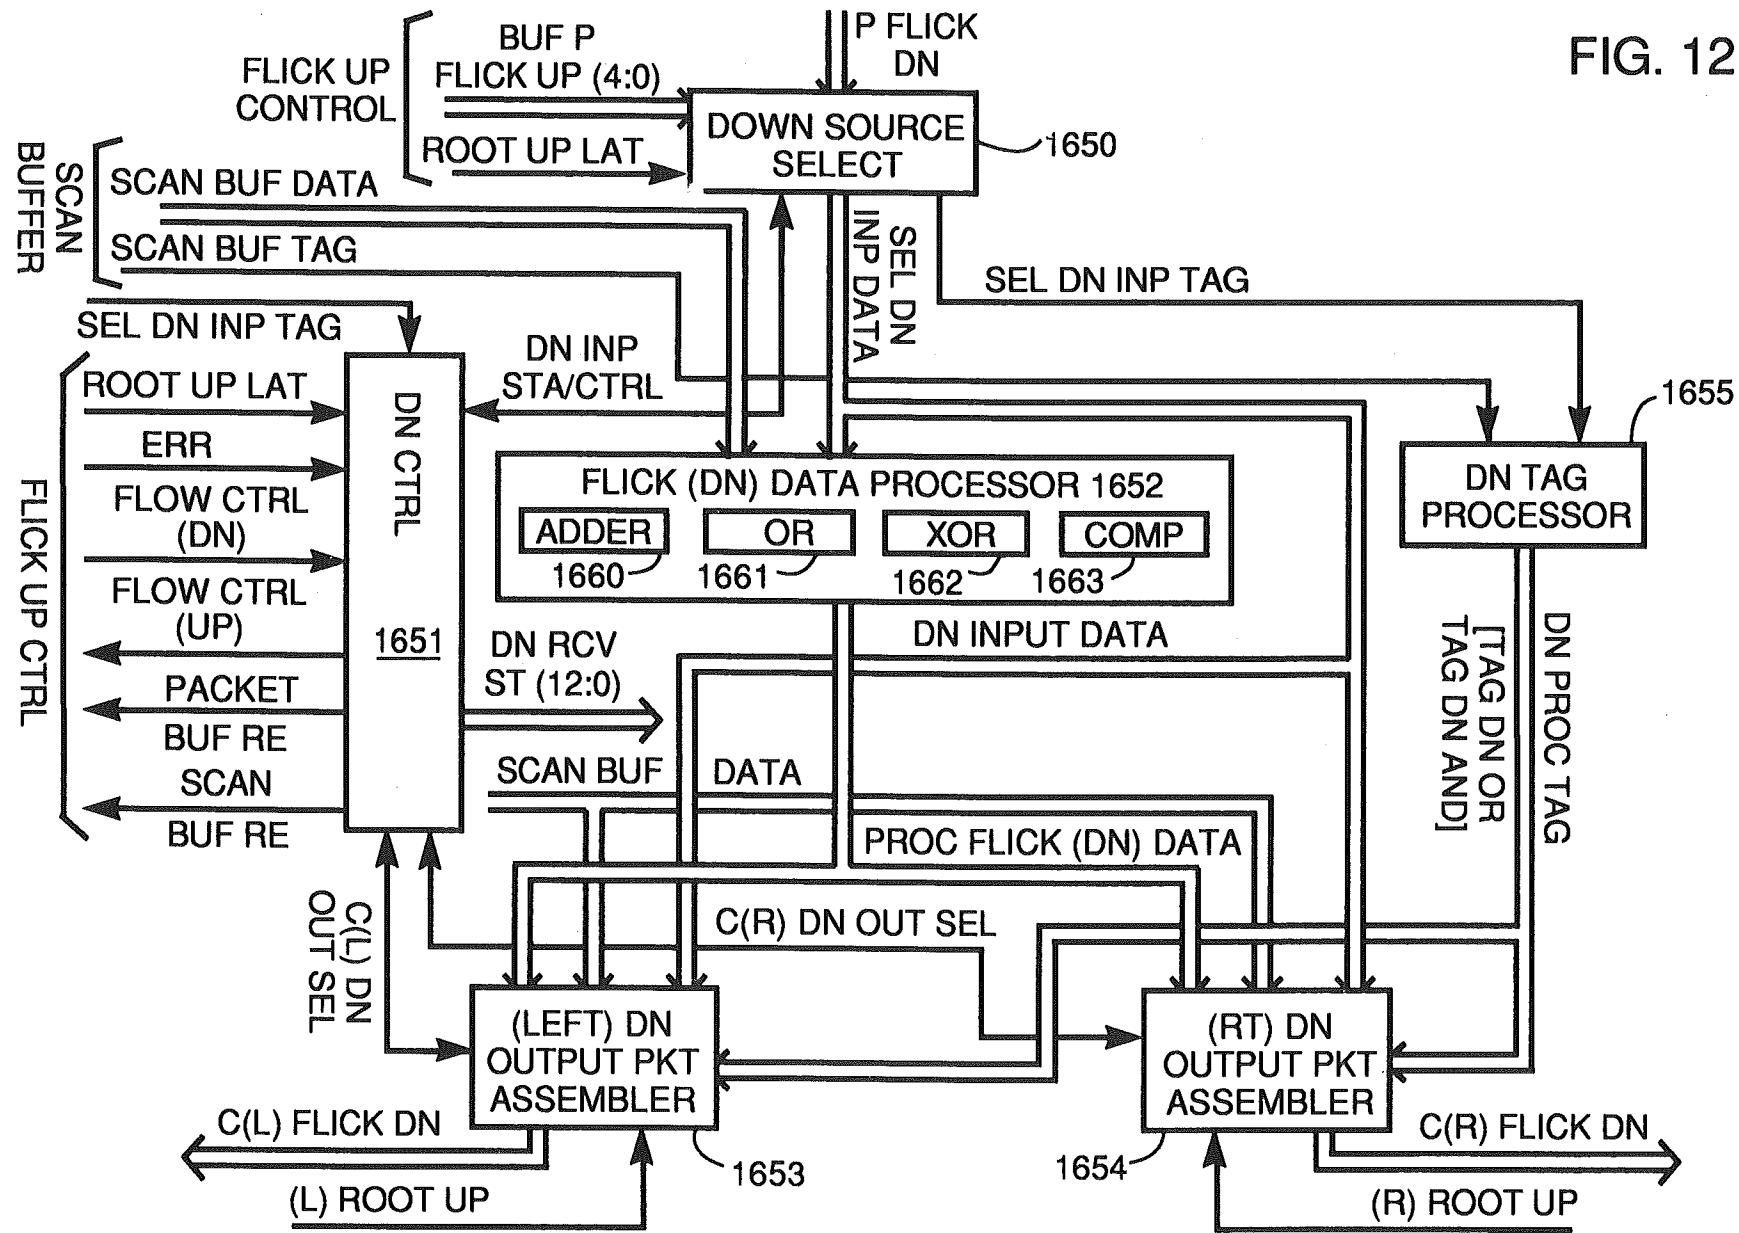 FIG. 12
P FLICK
DN
BUF P
FLICK UP (4:0)
FLICK UP
CONTROL
ROOT UP LAT
DOWN SOURCE
SELECT
1650
SCAN
BUFFER
SCAN BUF DATA
SCAN BUF TAG
SEL DN
INP DATA
SEL DN INP TAG
SEL DN INP TAG
DN INP
STA/CTRL
FLICK UP CTRL
ROOT UP LAT
ERR
FLOW CTRL
(DN)
FLOW CTRL
(UP)
PACKET
BUF RE
SCAN
BUF RE
DN CTRL
1651
FLICK (DN) DATA PROCESSOR 1652
ADDER
OR
XOR
COMP
1660
1661
1662
1663
1655
DN TAG
PROCESSOR
DN INPUT DATA
DN RCV
ST (12:0)
DN PROC TAG
[TAG DN OR
TAG DN AND]
SCAN BUF DATA
PROC FLICK (DN) DATA
C(L) DN
OUT SEL
C(R) DN OUT SEL
(LEFT) DN
OUTPUT PKT
ASSEMBLER
1653
(RT) DN
OUTPUT PKT
ASSEMBLER
1654
C(L) FLICK DN
(L) ROOT UP
C(R) FLICK DN
(R) ROOT UP